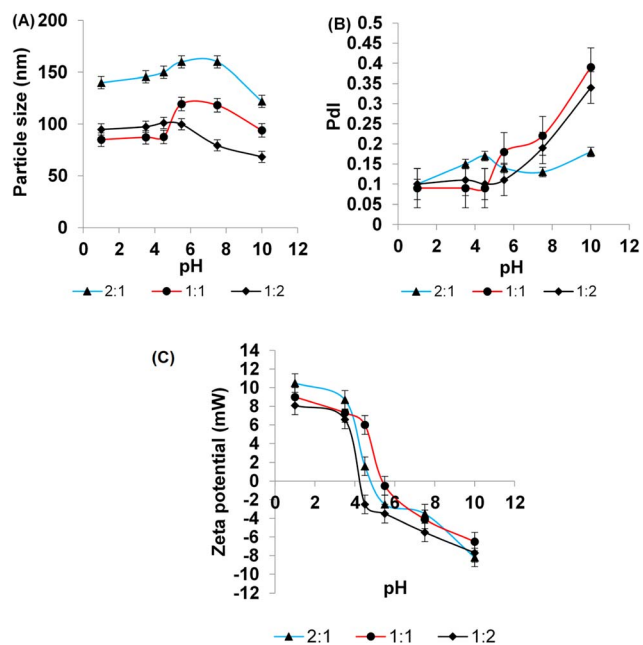 (A)
Particle size (nm)
200
150
100
50
0
0 2 4 6 8 10 12
pH
2:1 1:1 1:2
(B)
PdI
0.5
0.45
0.4
0.35
0.3
0.25
0.2
0.15
0.1
0.05
0
0 2 4 6 8 10 12
pH
2:1 1:1 1:2
(C)
Zeta potential (mW)
14
12
10
8
6
4
2
0
-2
-4
-6
-8
-10
-12
0 2 4 6 8 10 12
pH
2:1 1:1 1:2